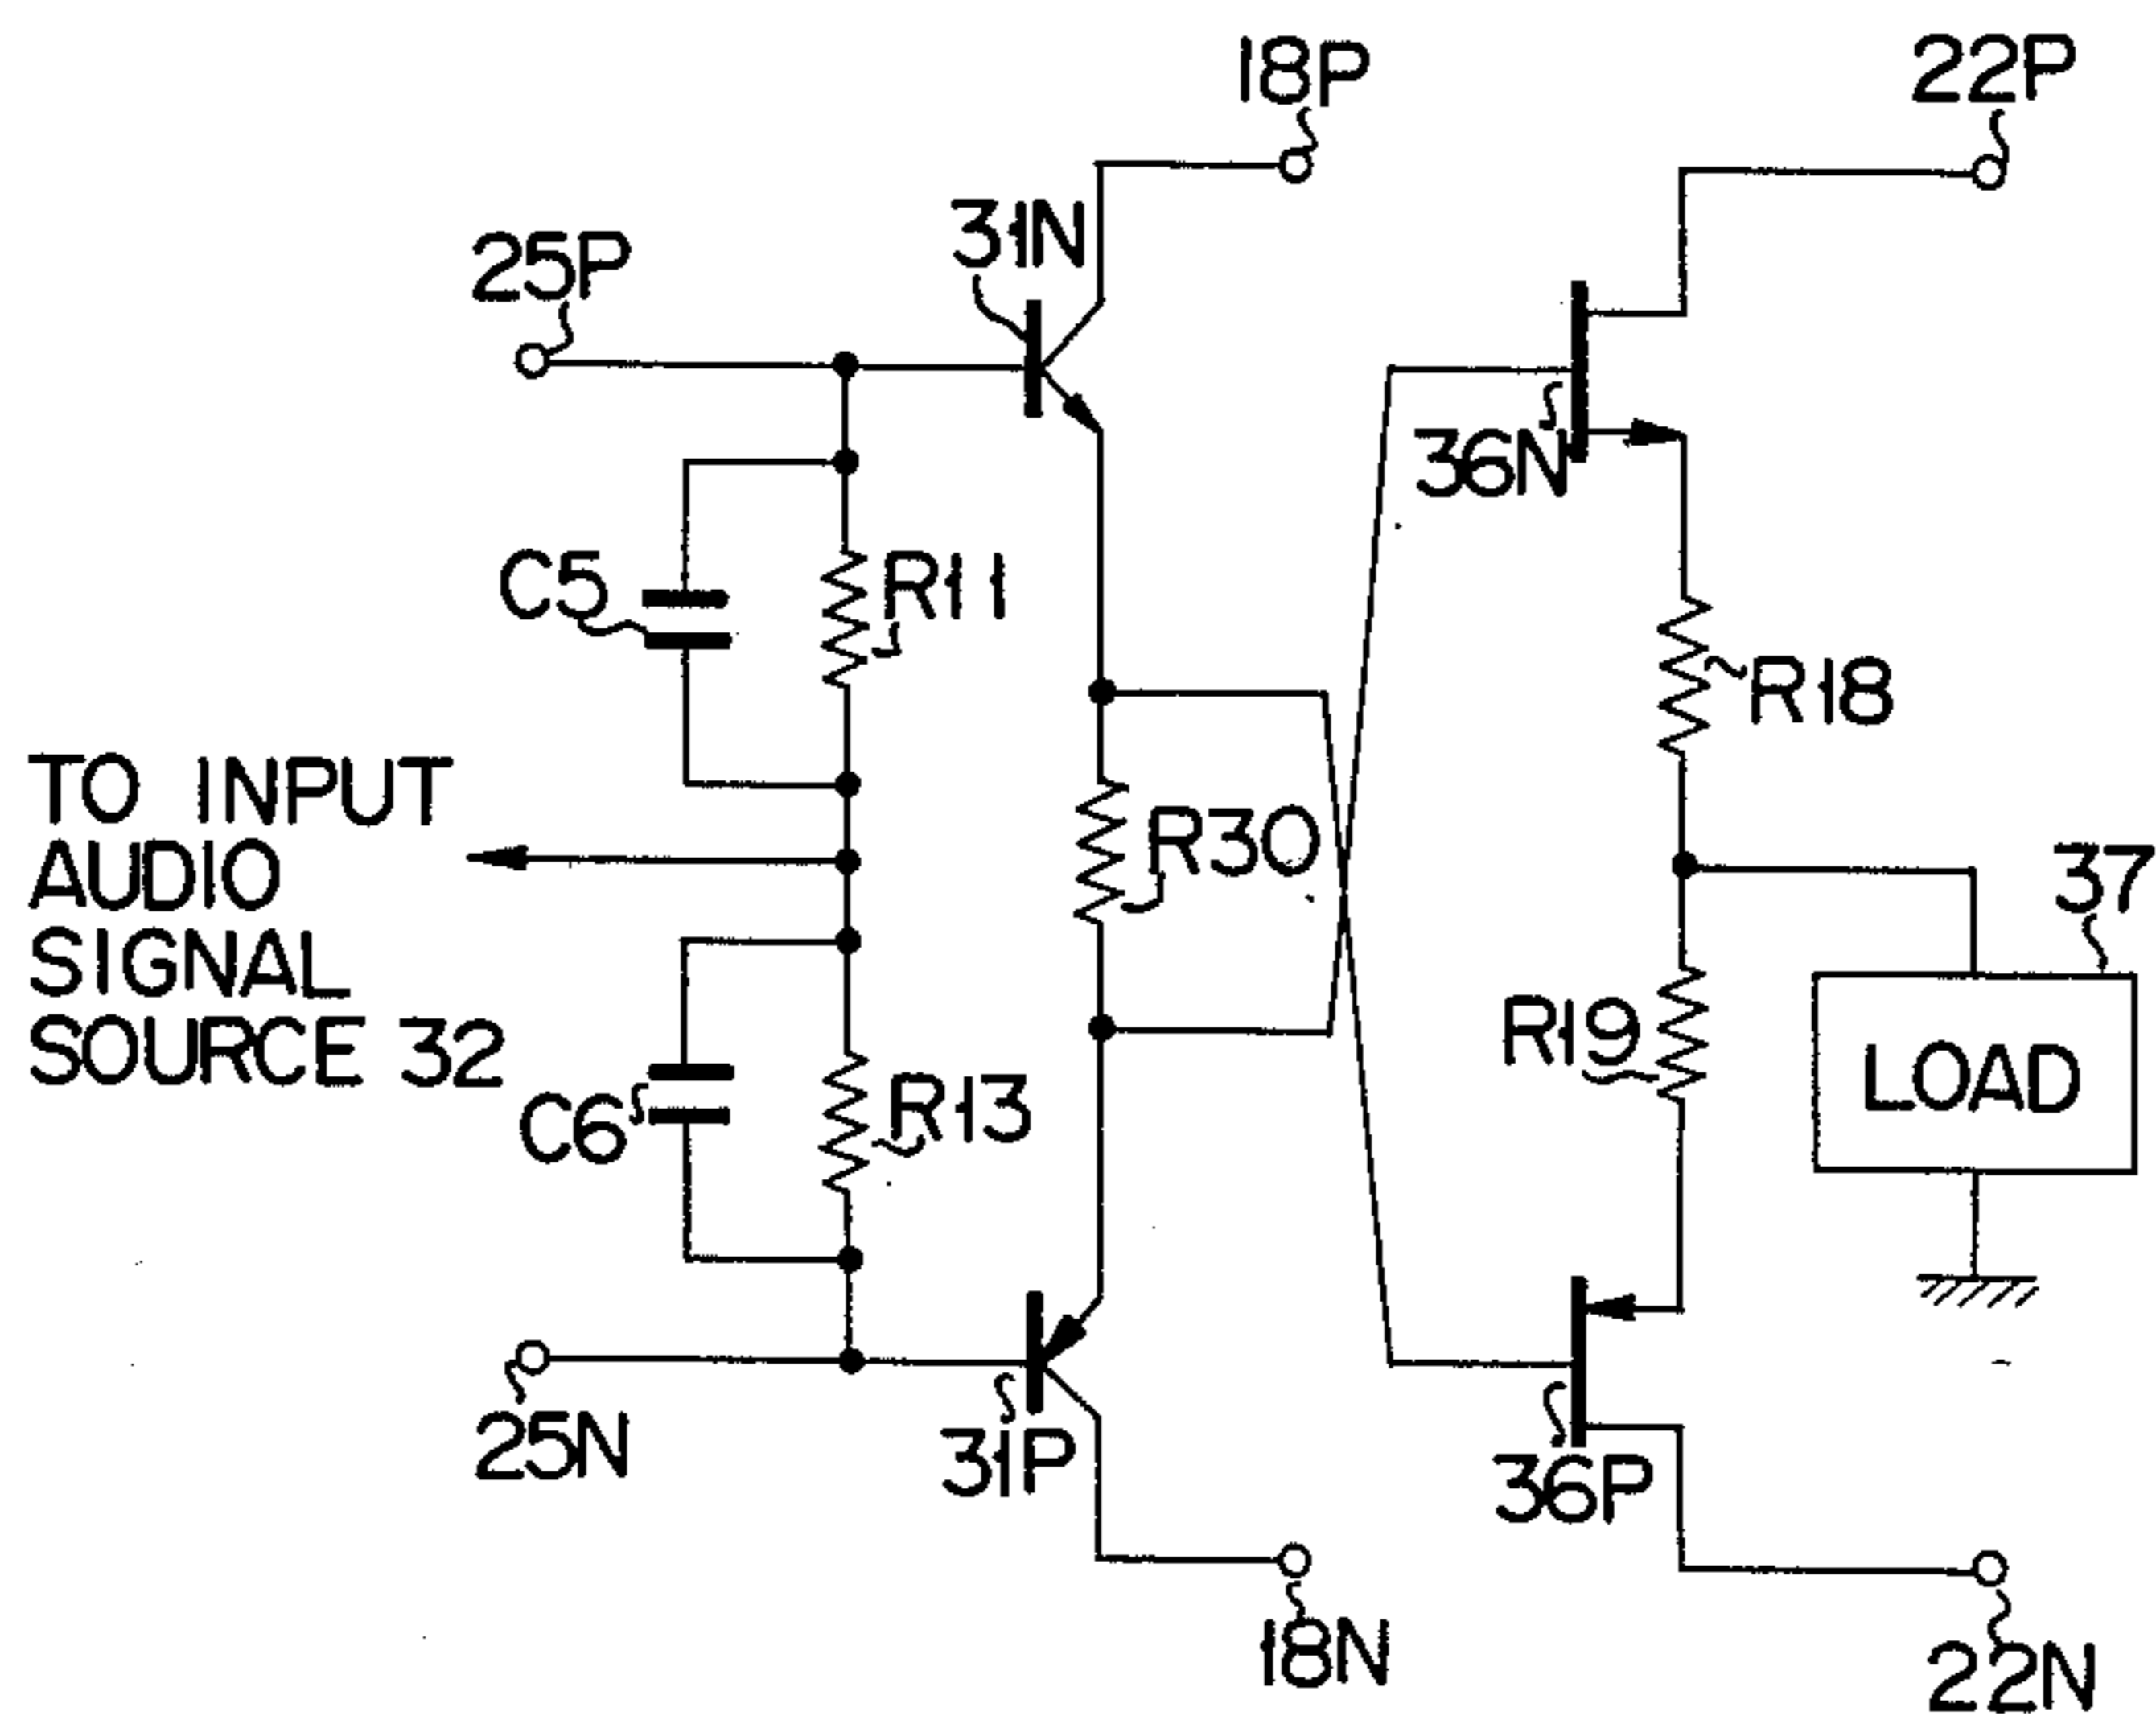 18P
22P
31N
25P
36N
C5
R11
R18
TO INPUT
AUDIO
SIGNAL
SOURCE 32
R30
37
LOAD
R19
C6
R13
25N
31P
36P
18N
22N